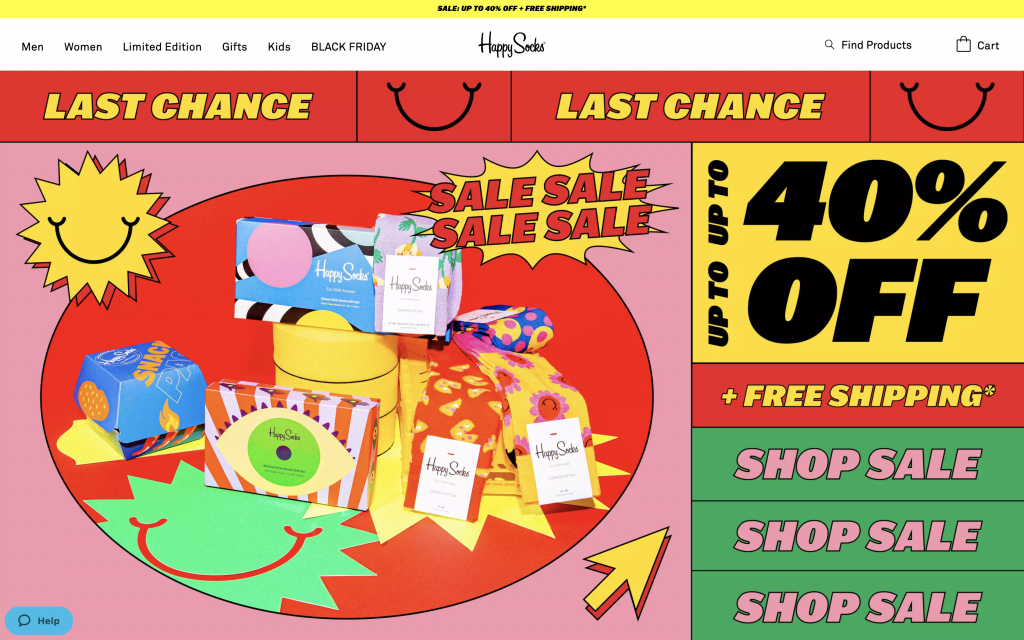 SALE: UP TO 40% OFF + FREE SHIPPING*
Men Women Limited Edition Gifts Kids BLACK FRIDAY
Happy Socks
Find Products
Cart
LAST CHANCE LAST CHANCE
SALE SALE
SALE SALE
UP TO 40%
UP TO OFF
+ FREE SHIPPING*
SHOP SALE
SHOP SALE
SHOP SALE
Happy Socks
Happy Socks
Happy Socks
SNACK
Happy Socks
Happy Socks
Happy Socks
Help